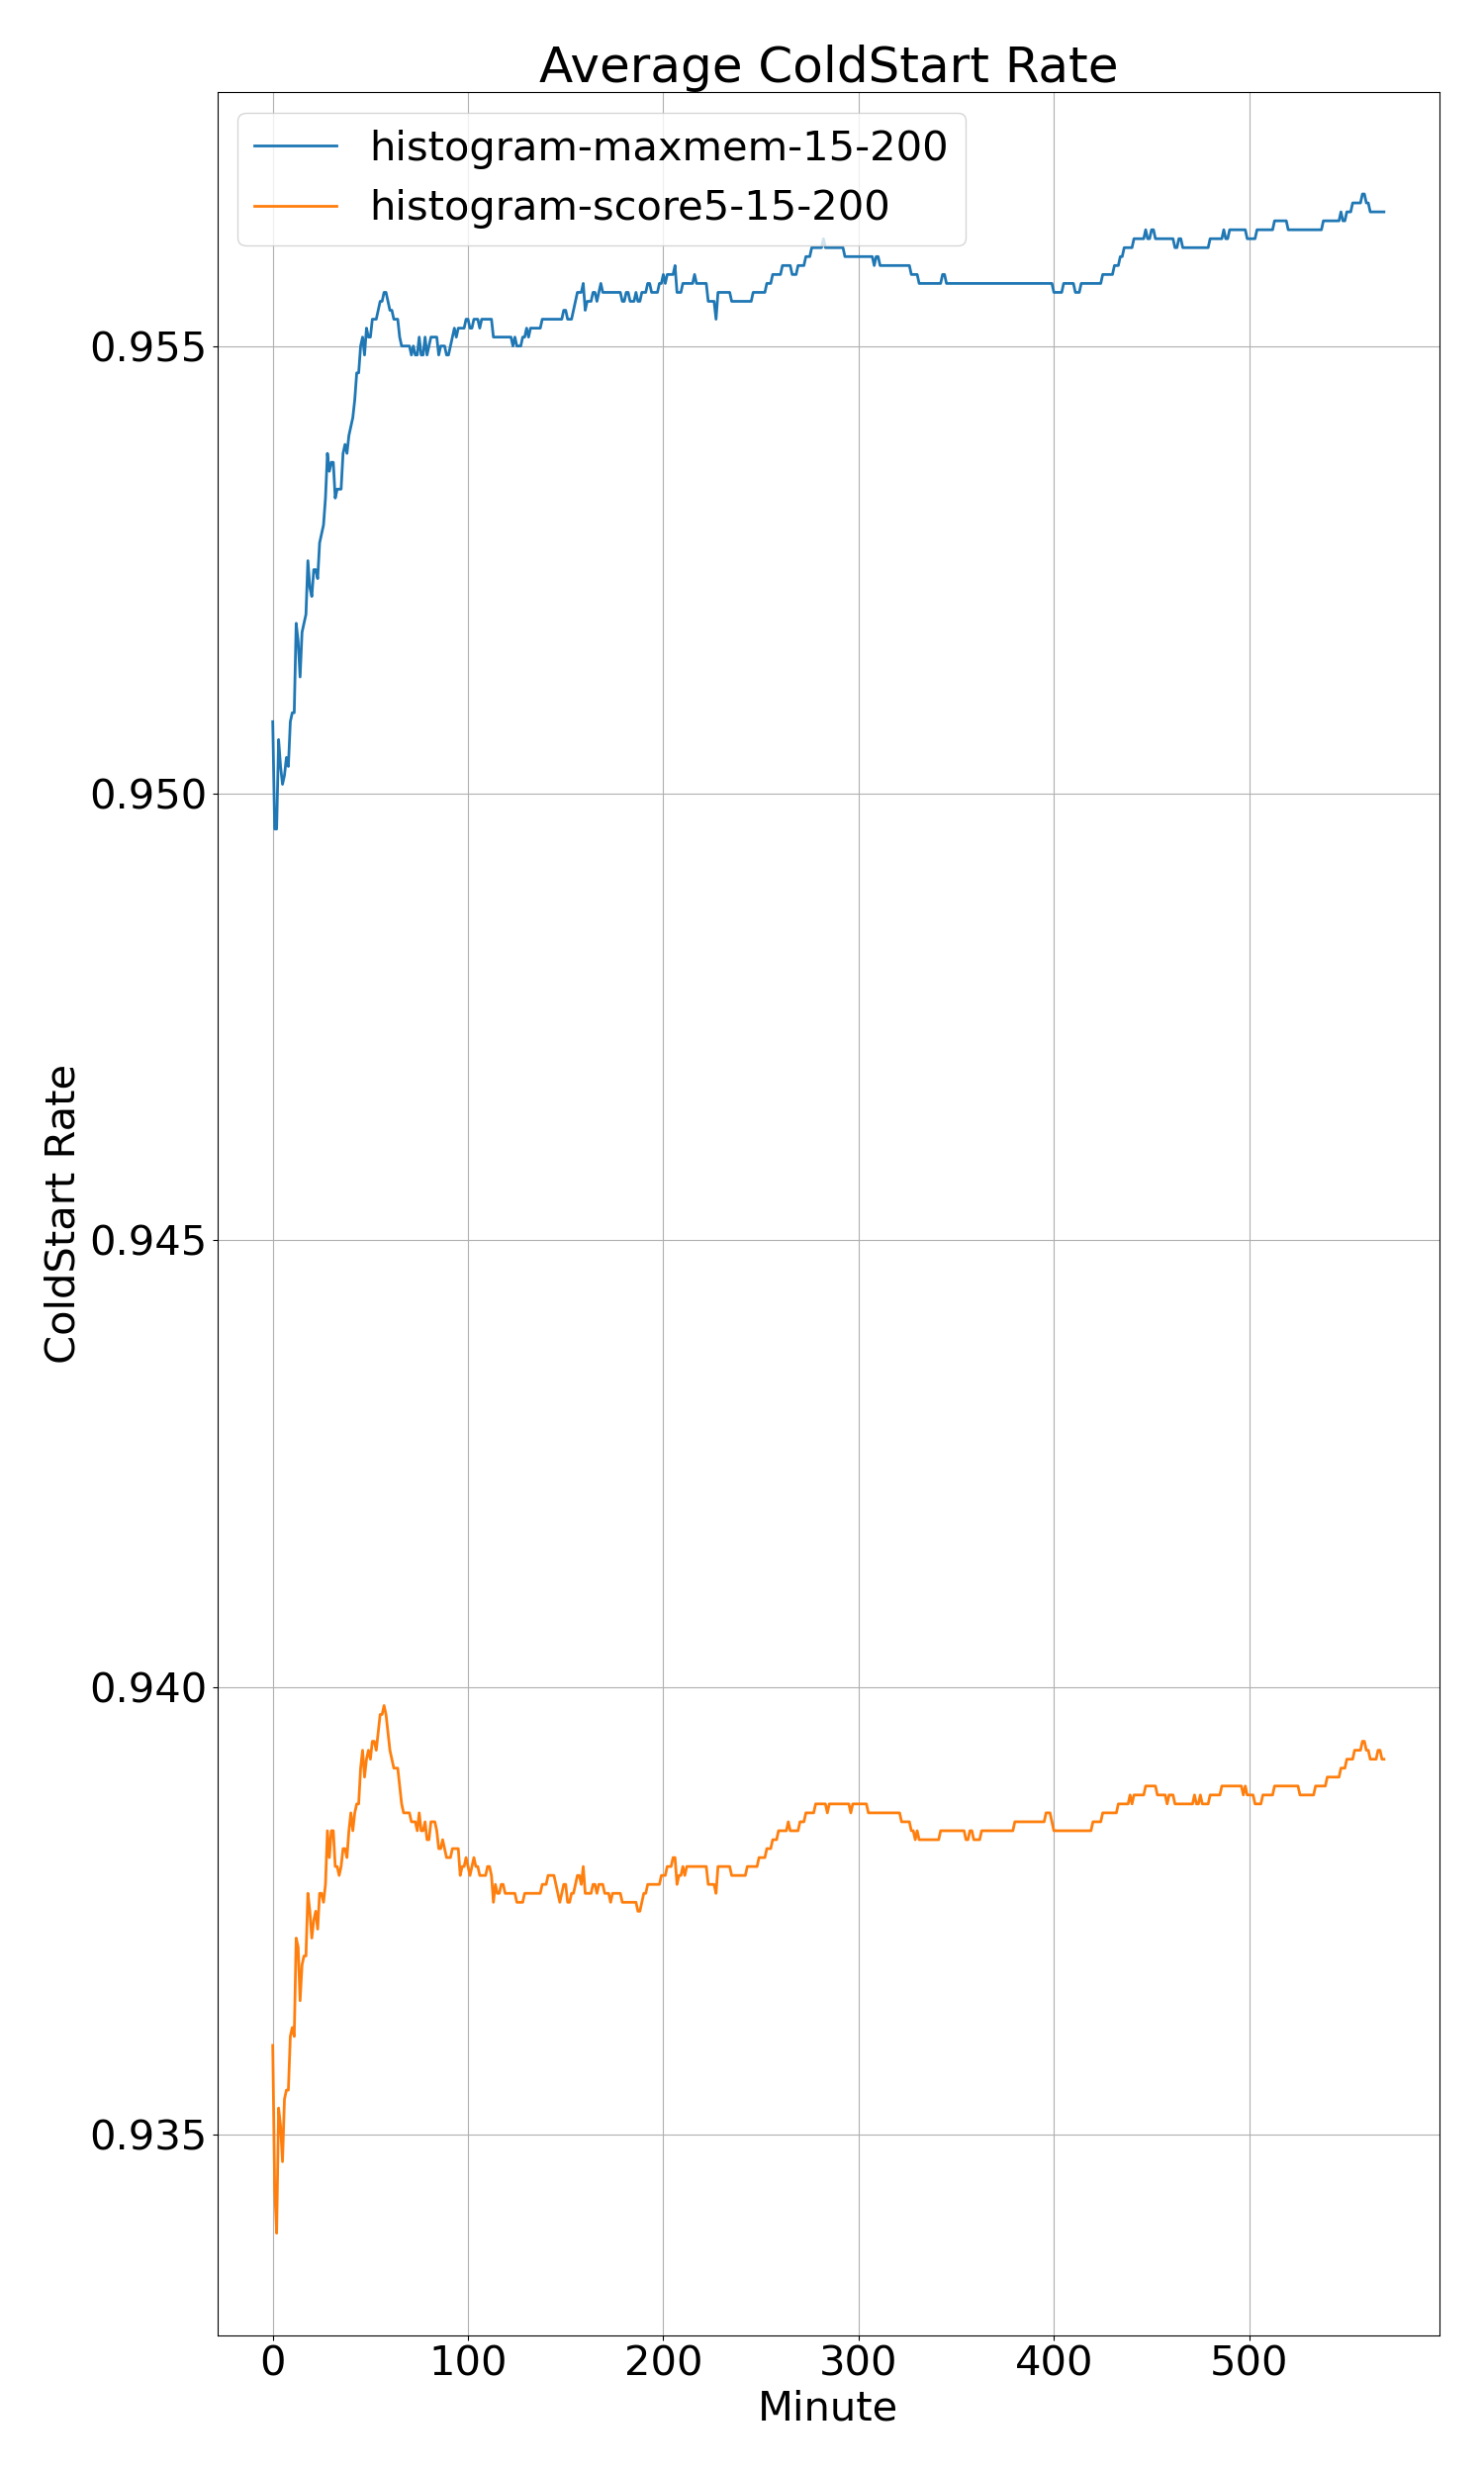 Average ColdStart Rate
histogram-maxmem-15-200
histogram-score5-15-200
0.955
0.950
0.945
0.940
0.935
ColdStart Rate
0 100 200 300 400 500
Minute